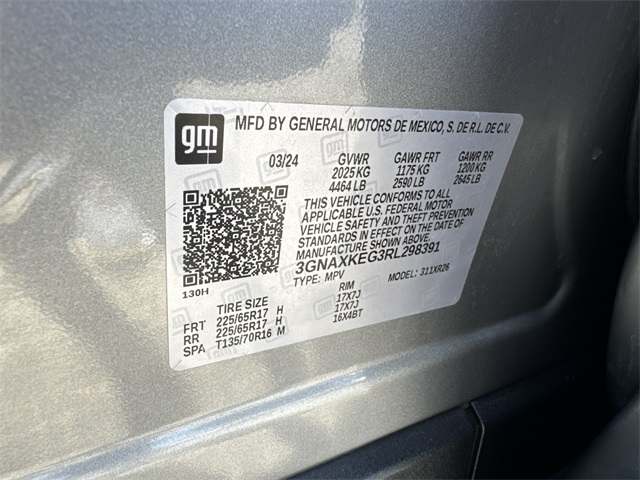 gm
MFD BY GENERAL MOTORS DE MEXICO, S. DE R.L. DE C.V.
03/24 GVWR GAWR FRT GAWR RR
2025 KG 1175 KG 1200 KG
4464 LB 2590 LB 2645 LB
THIS VEHICLE CONFORMS TO ALL
APPLICABLE U.S. FEDERAL MOTOR
VEHICLE SAFETY AND THEFT PREVENTION
STANDARDS IN EFFECT ON THE DATE OF
MANUFACTURE SHOWN ABOVE.
3GNAXKEG3RL298391
TYPE: MPV MODEL: 311XR26
130H
TIRE SIZE RIM
FRT 225/65R17 H 17X7J
RR 225/65R17 H 17X7J
SPA T135/70R16 M 16X4BT